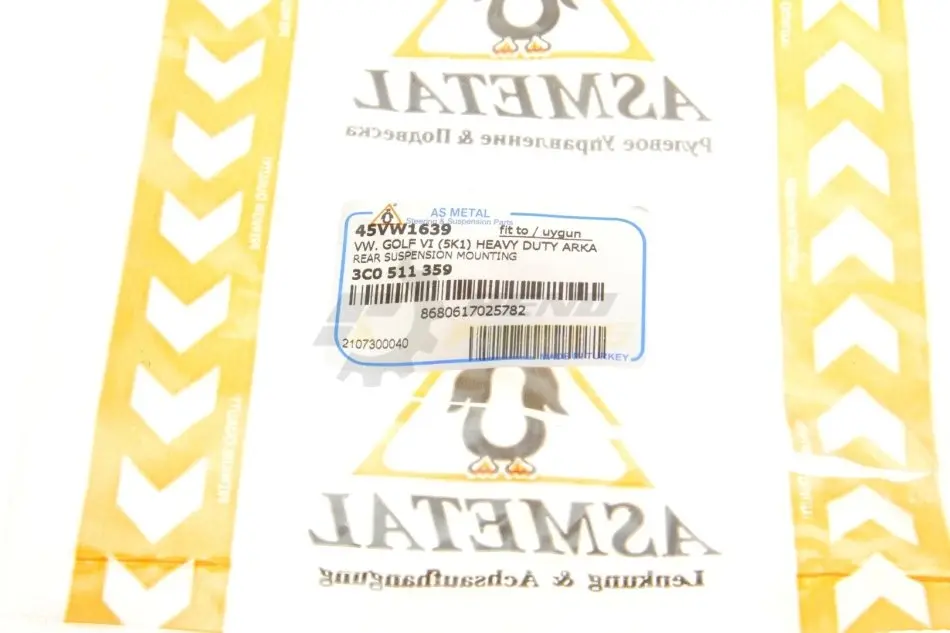 ASMETAL
Рулевое Управление & Подвеска
AS METAL
Steering & Suspension Parts
45VW1639 fit to / uygun
VW. GOLF VI (5K1) HEAVY DUTY ARKA
REAR SUSPENSION MOUNTING
3C0 511 359
8680617025782
2107300040
MADE IN TURKEY
ASMETAL
Lenkung & Achsaufhangung